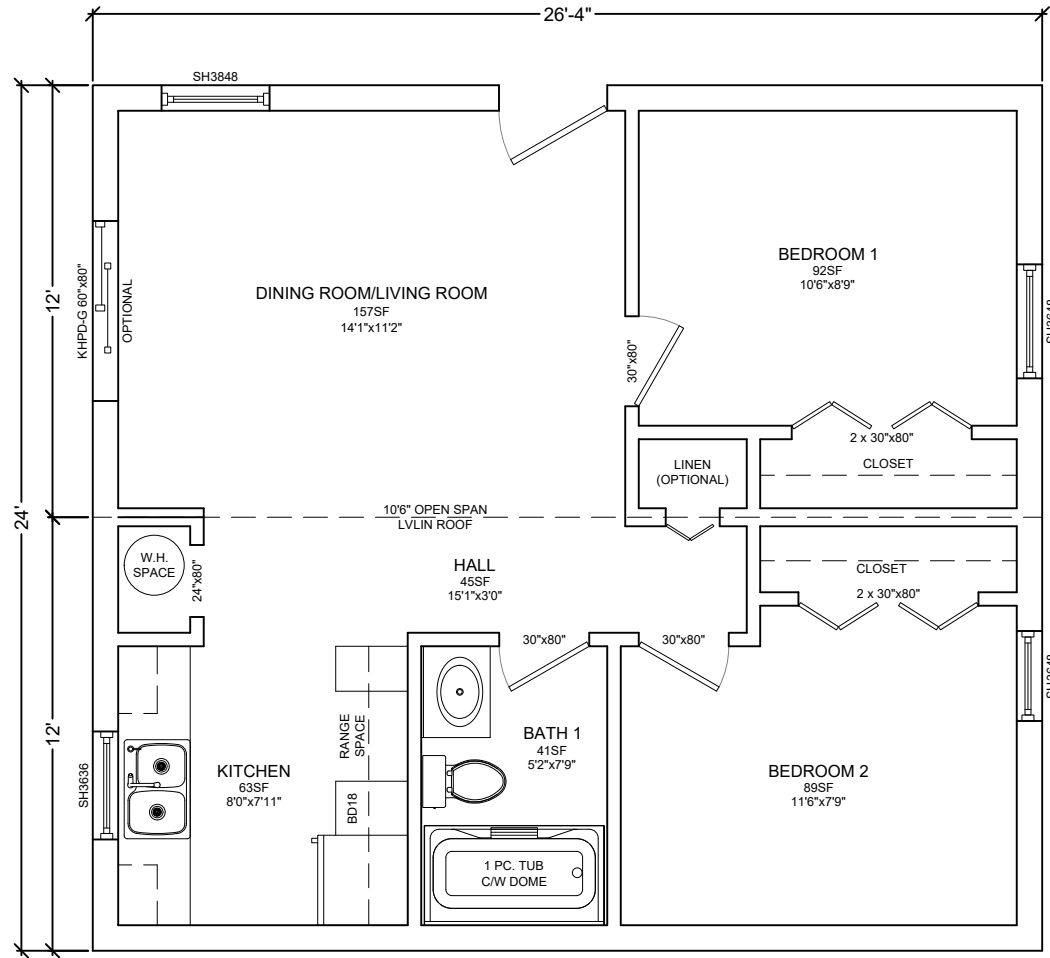 26'-4"
SH3848
12'
24'
12'
KHPD-G 60"x80"
OPTIONAL
DINING ROOM/LIVING ROOM
157SF
14'1"x11'2"
BEDROOM 1
92SF
10'6"x8'9"
30"x80"
SH3648
2 x 30"x80"
CLOSET
LINEN
(OPTIONAL)
10'6" OPEN SPAN
LVLIN ROOF
W.H.
SPACE
24"x80"
HALL
45SF
15'1"x3'0"
CLOSET
2 x 30"x80"
30"x80"
30"x80"
SH3648
SH3636
KITCHEN
63SF
8'0"x7'11"
RANGE
SPACE
BD18
BATH 1
41SF
5'2"x7'9"
1 PC. TUB
C/W DOME
BEDROOM 2
89SF
11'6"x7'9"